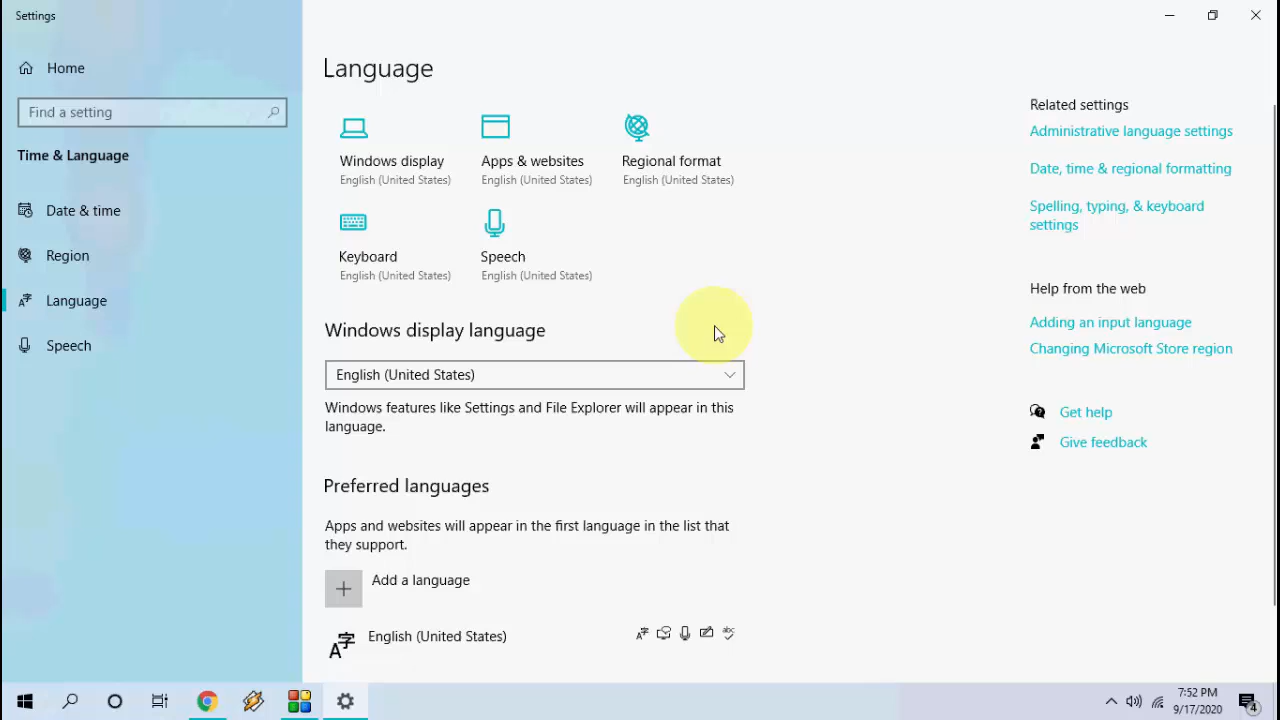 Settings
Home
Find a setting
Time & Language
Date & time
Region
Language
Speech
Language
Windows display
English (United States)
Apps & websites
English (United States)
Regional format
English (United States)
Keyboard
English (United States)
Speech
English (United States)
Windows display language
English (United States)
Windows features like Settings and File Explorer will appear in this
language.
Preferred languages
Apps and websites will appear in the first language in the list that
they support.
Add a language
English (United States)
Related settings
Administrative language settings
Date, time & regional formatting
Spelling, typing, & keyboard
settings
Help from the web
Adding an input language
Changing Microsoft Store region
Get help
Give feedback
7:52 PM
9/17/2020
4